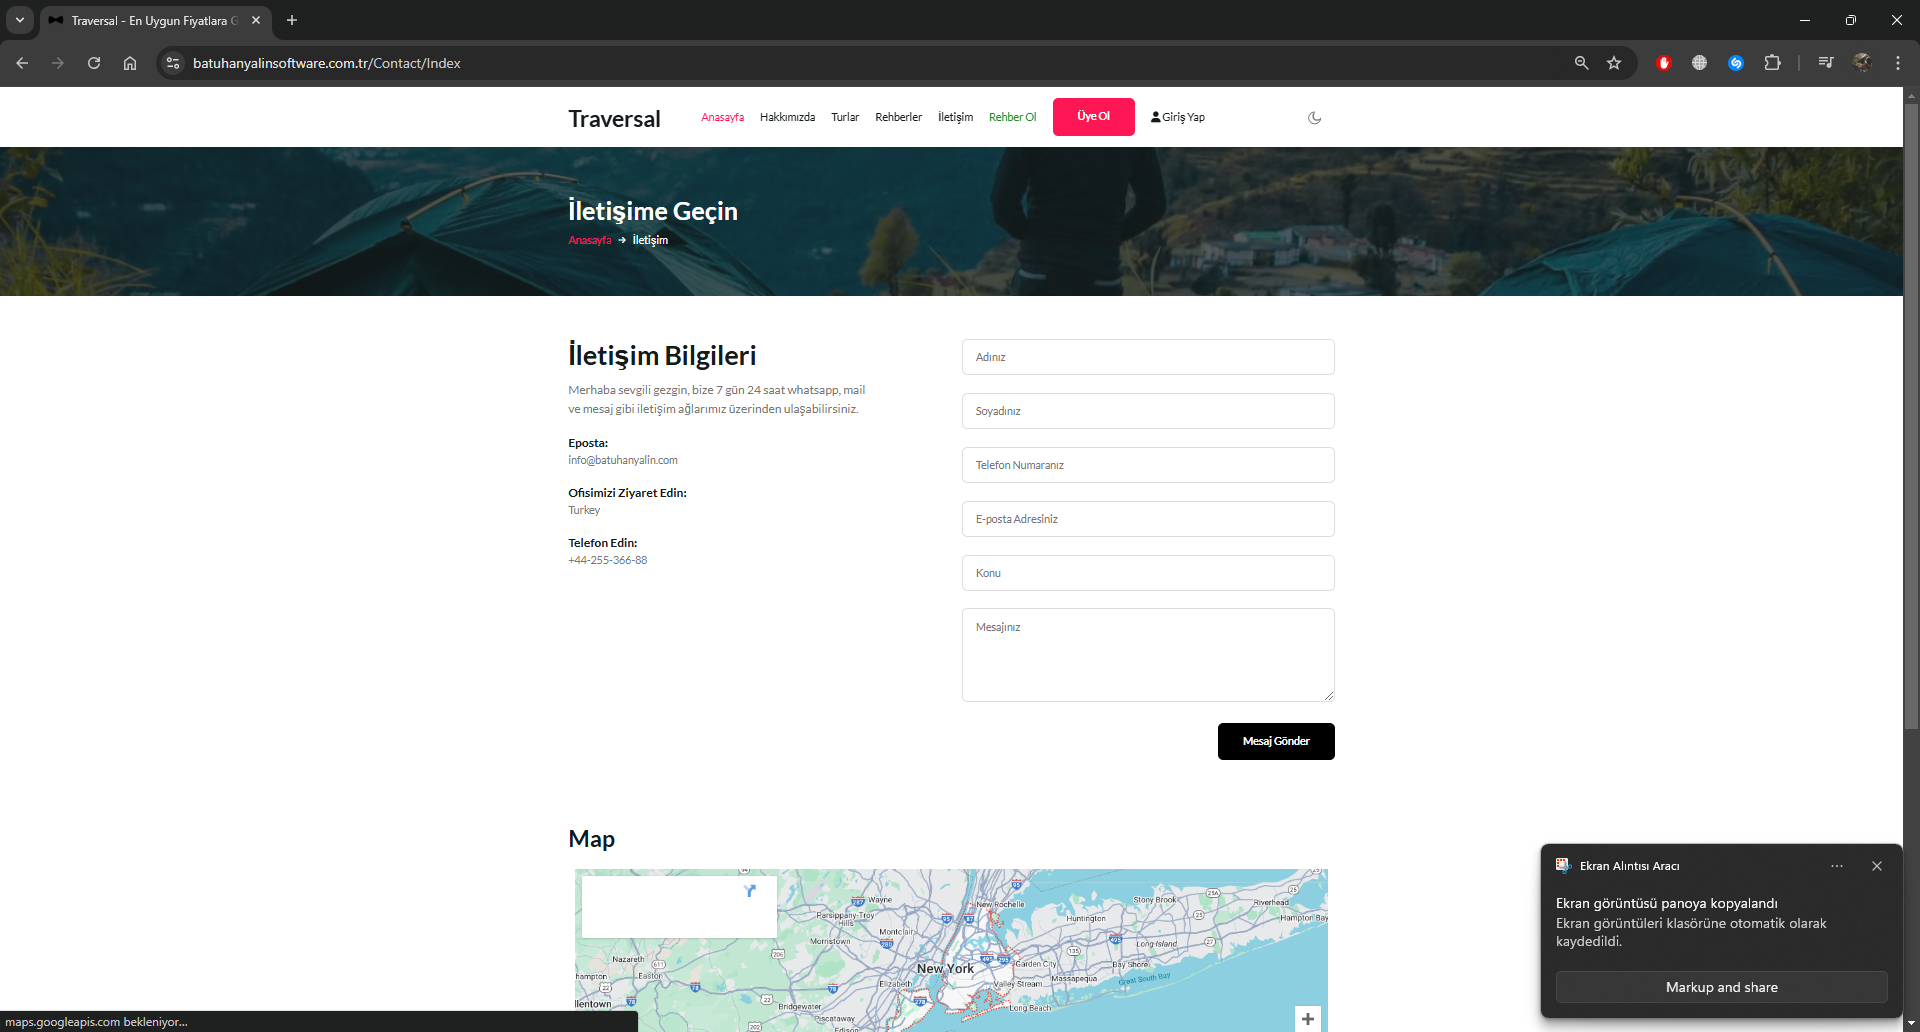 Traversal - En Uygun Fiyatlara G
batuhanyalinsoftware.com.tr/Contact/Index
Traversal
Anasayfa
Hakkımızda
Turlar
Rehberler
İletişim
Rehber Ol
Üye Ol
Giriş Yap
İletişime Geçin
Anasayfa
İletişim
İletişim Bilgileri
Merhaba sevgili gezgin, bize 7 gün 24 saat whatsapp, mail
ve mesaj gibi iletişim ağlarımız üzerinden ulaşabilirsiniz.
Eposta:
info@batuhanyalin.com
Ofisimizi Ziyaret Edin:
Turkey
Telefon Edin:
+44-255-366-88
Adınız
Soyadınız
Telefon Numaranız
E-posta Adresiniz
Konu
Mesajınız
Mesaj Gönder
Map
Wayne
New Rochelle
Stony Brook
Riverhead
Parsippany-Troy
Hills
Huntington
Hampton Bay
Montclair
Morristown
Long Island
Nazareth
Garden City
Bay Shore
New York
hampton
Easton
Massapequa
Great South Bay
Elizabeth
Valley Stream
llentown
Bridgewater
Long Beach
Piscataway
Edison
Ekran Alıntısı Aracı
Ekran görüntüsü panoya kopyalandı
Ekran görüntüleri klasörüne otomatik olarak
kaydedildi.
Markup and share
maps.googleapis.com bekleniyor...